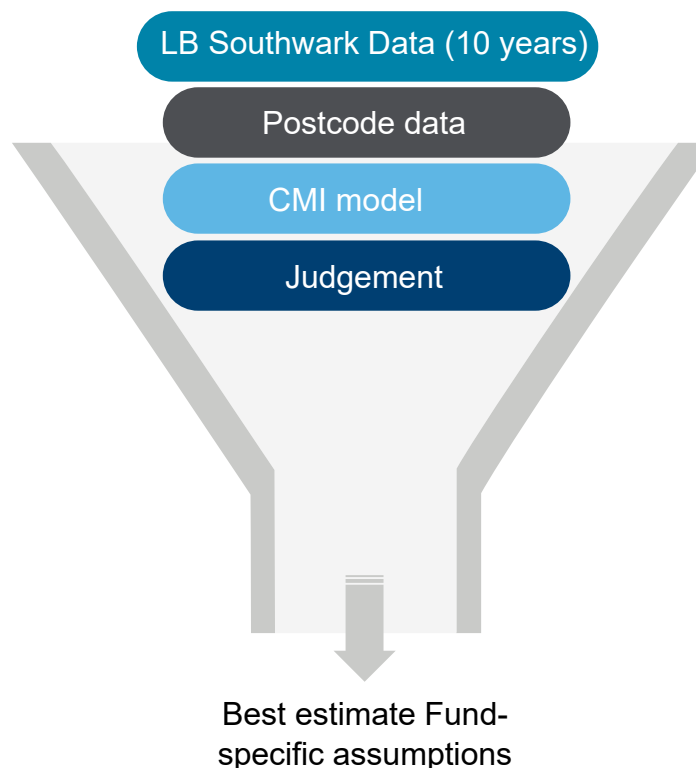 LB Southwark Data (10 years)
Postcode data
CMI model
Judgement
Best estimate Fund-
specific assumptions